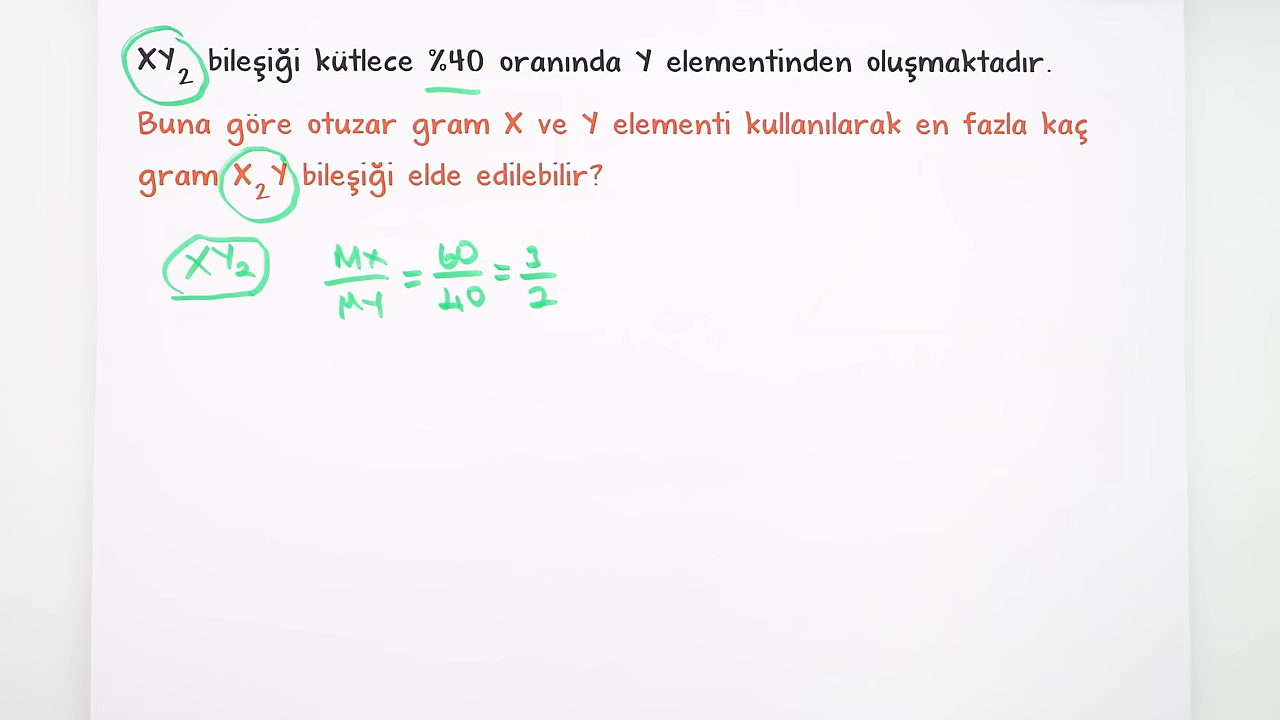 XY₂ bileşiği kütlece %40 oranında Y elementinden oluşmaktadır.
Buna göre otuzar gram X ve Y elementi kullanılarak en fazla kaç
gram X₂Y bileşiği elde edilebilir?
XY₂ MX/MY = 60/40 = 3/2